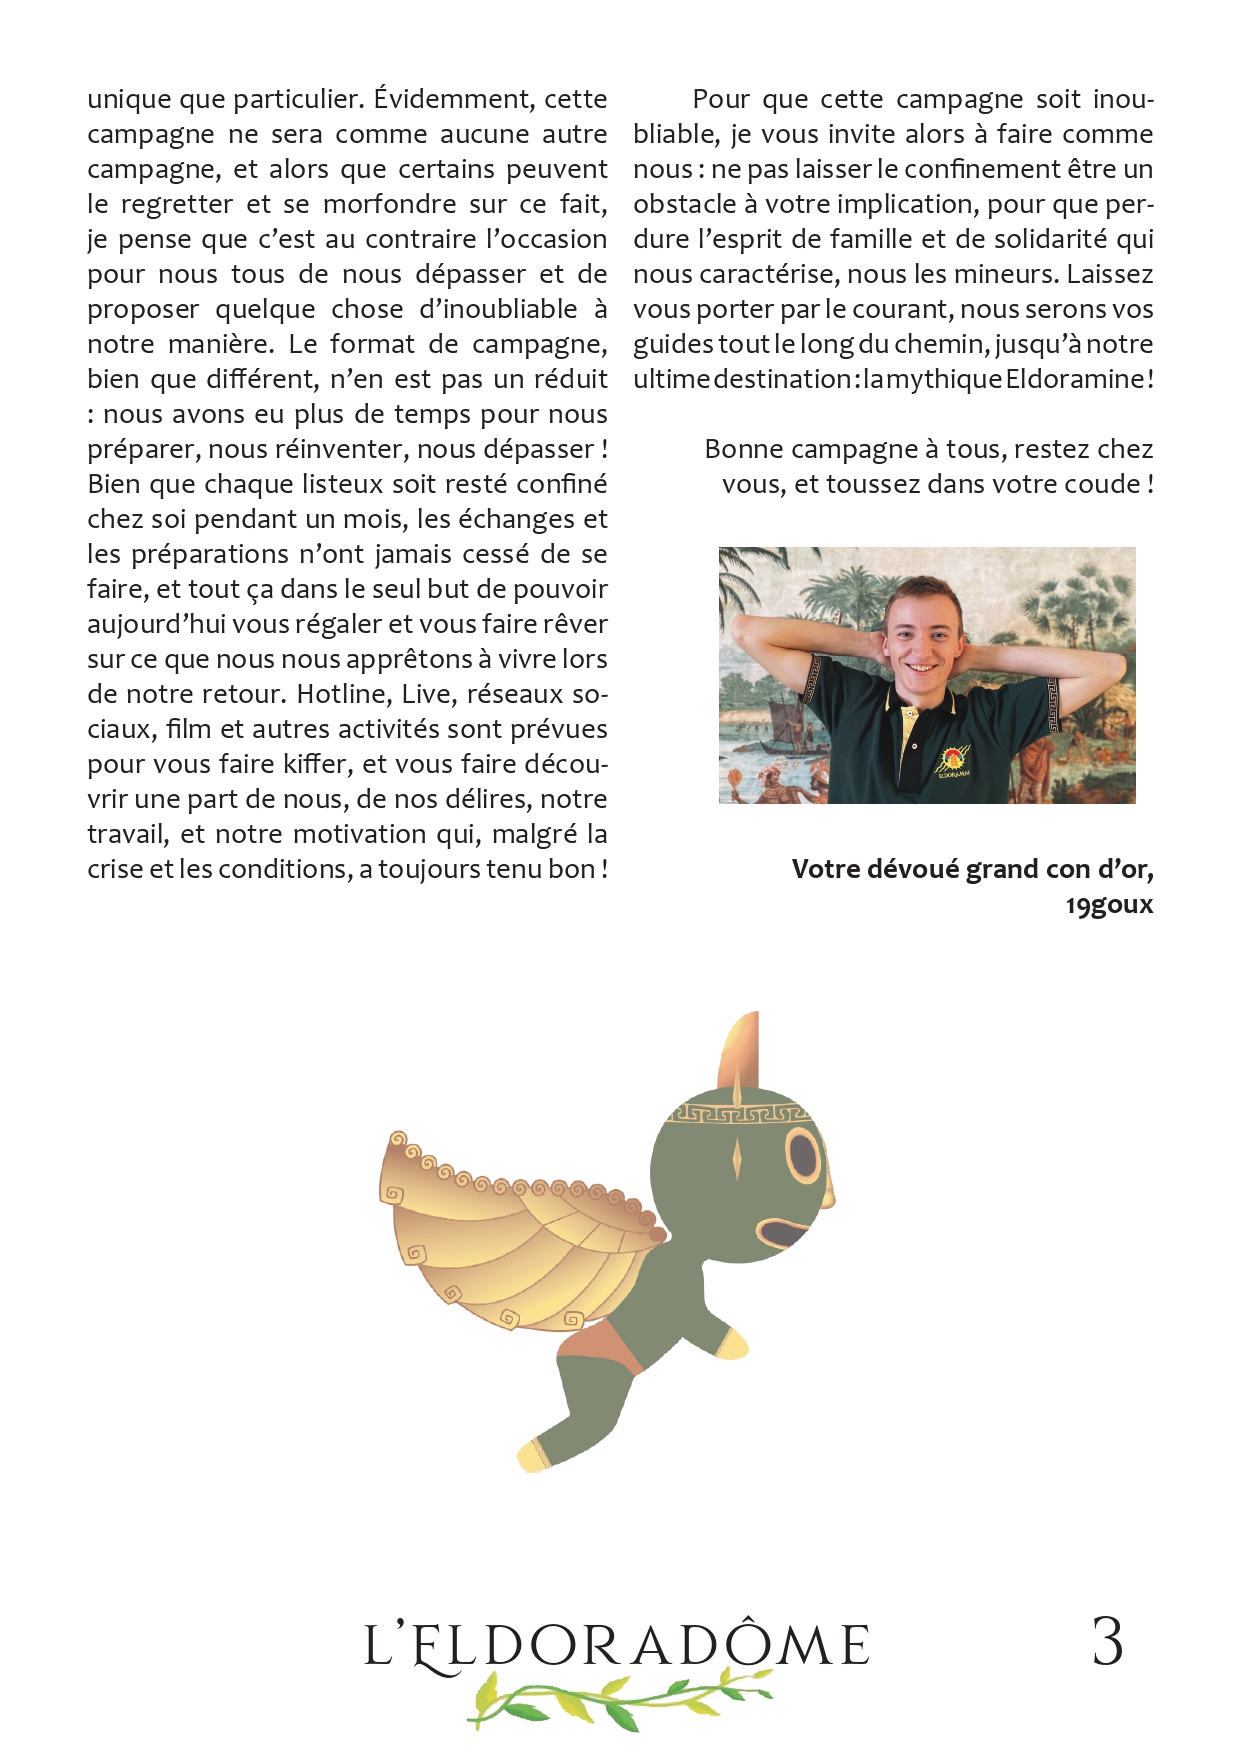 unique que particulier. Évidemment, cette
campagne ne sera comme aucune autre
campagne, et alors que certains peuvent
le regretter et se morfondre sur ce fait,
je pense que c’est au contraire l’occasion
pour nous tous de nous dépasser et de
proposer quelque chose d’inoubliable à
notre manière. Le format de campagne,
bien que différent, n’en est pas un réduit
: nous avons eu plus de temps pour nous
préparer, nous réinventer, nous dépasser !
Bien que chaque listeux soit resté confiné
chez soi pendant un mois, les échanges et
les préparations n’ont jamais cessé de se
faire, et tout ça dans le seul but de pouvoir
aujourd’hui vous régaler et vous faire rêver
sur ce que nous nous apprêtons à vivre lors
de notre retour. Hotline, Live, réseaux so-
ciaux, film et autres activités sont prévues
pour vous faire kiffer, et vous faire décou-
vrir une part de nous, de nos délires, notre
travail, et notre motivation qui, malgré la
crise et les conditions, a toujours tenu bon !
Pour que cette campagne soit inou-
bliable, je vous invite alors à faire comme
nous : ne pas laisser le confinement être un
obstacle à votre implication, pour que per-
dure l’esprit de famille et de solidarité qui
nous caractérise, nous les mineurs. Laissez
vous porter par le courant, nous serons vos
guides tout le long du chemin, jusqu’à notre
ultime destination : la mythique Eldoramine !
Bonne campagne à tous, restez chez
vous, et toussez dans votre coude !
ELDORAMINE
Votre dévoué grand con d’or,
19goux
L’ELDORADÔME
3